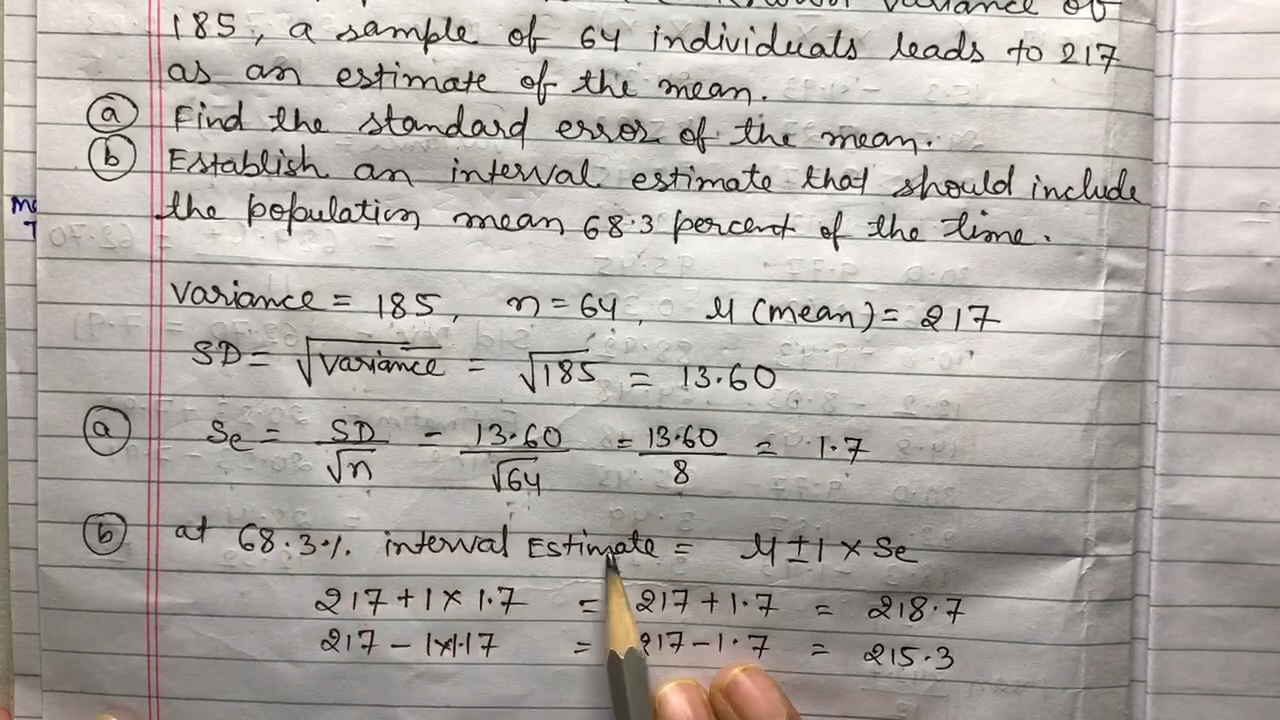 variance of
185, a sample of 64 individuals leads to 217
as an estimate of the mean.
(a) Find the standard error of the mean.
(b) Establish an interval estimate that should include
the population mean 68.3 percent of the time.
variance = 185, n = 64, μ (mean) = 217
SD = √variance = √185 = 13.60
(a) Se = SD/√n = 13.60/√64 = 13.60/8 = 1.7
(b) at 68.3% interval Estimate = μ ± 1 × Se
217 + 1 × 1.7 = 217 + 1.7 = 218.7
217 - 1×1.17 = 217 - 1.7 = 215.3